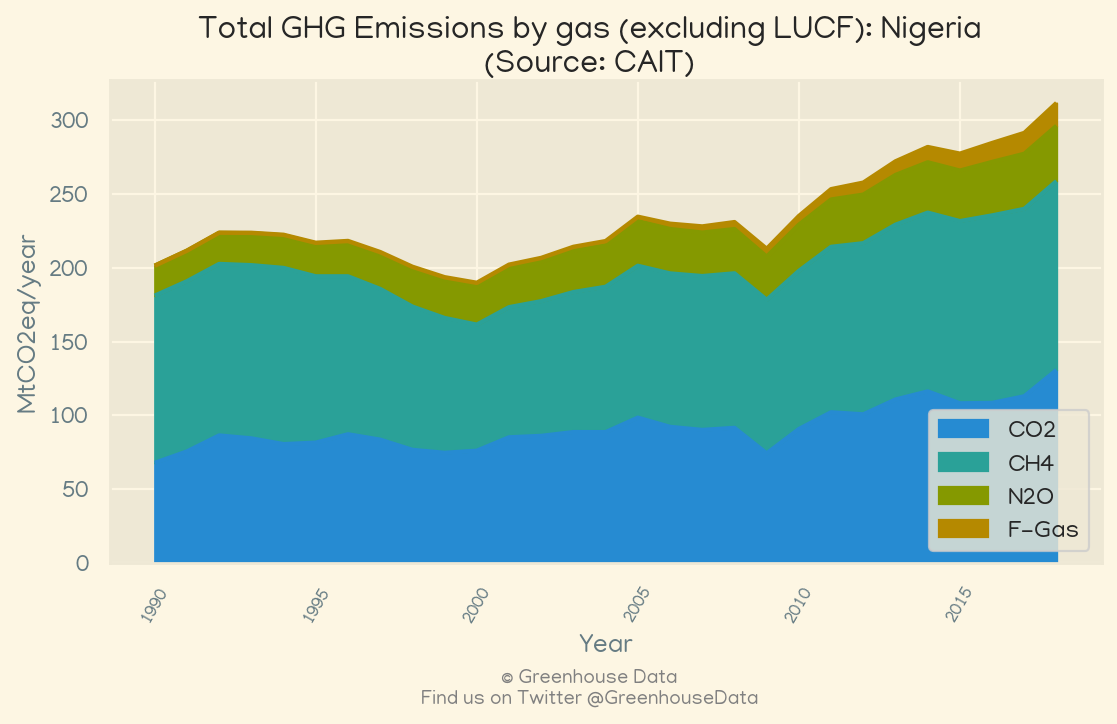 Total GHG Emissions by gas (excluding LUCF): Nigeria
(Source: CAIT)
MtCO2eq/year
300
250
200
150
100
50
0
CO2
CH4
N2O
F-Gas
1990
1995
2000
2005
2010
2015
Year
© Greenhouse Data
Find us on Twitter @GreenhouseData